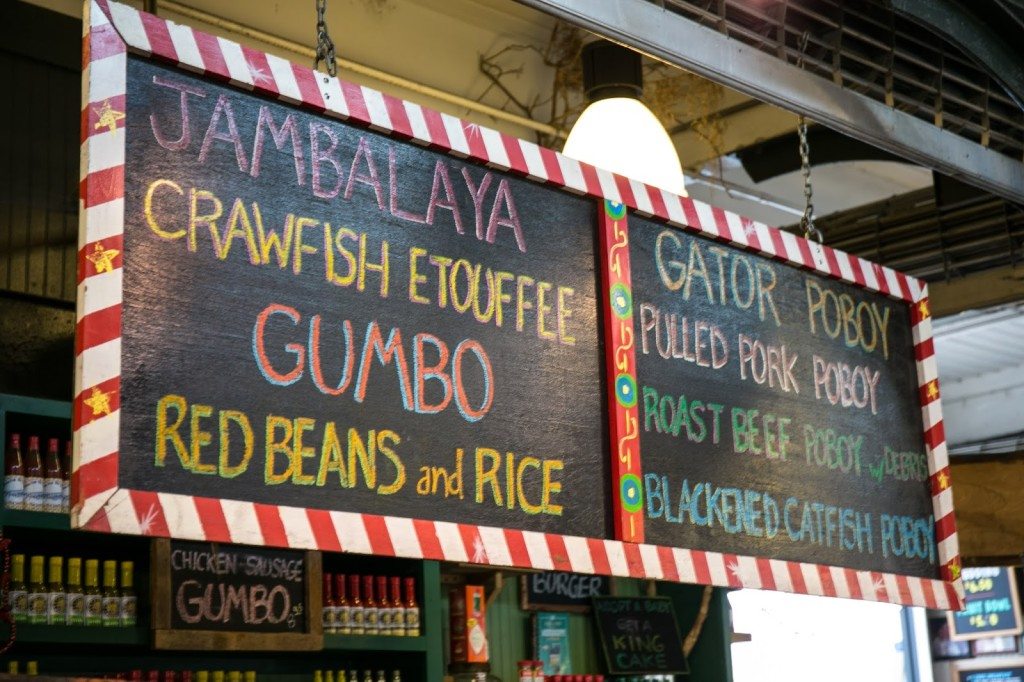 JAMBALAYA
CRAWFISH ETOUFFEE
GUMBO
RED BEANS and RICE
GATOR POBOY
PULLED PORK POBOY
ROAST BEEF POBOY w/ DEBRIS
BLACKENED CATFISH POBOY
CHICKEN SAUSAGE
GUMBO
BURGER
ADOPT A BABY
GET A
KING
CAKE
BOWL